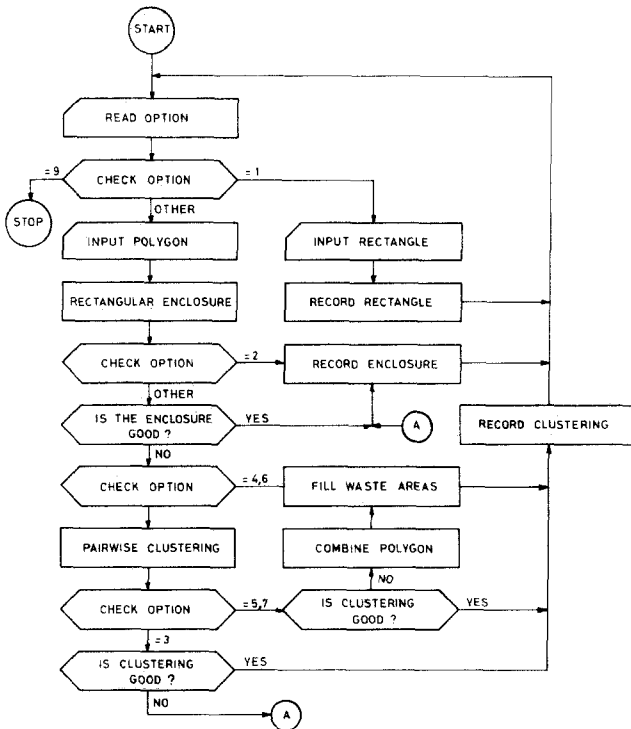 START
READ OPTION
= 9
CHECK OPTION
= 1
STOP
OTHER
INPUT POLYGON
INPUT RECTANGLE
RECTANGULAR ENCLOSURE
RECORD RECTANGLE
CHECK OPTION
= 2
RECORD ENCLOSURE
OTHER
IS THE ENCLOSURE
GOOD ?
YES
A
RECORD CLUSTERING
NO
CHECK OPTION
= 4,6
FILL WASTE AREAS
PAIRWISE CLUSTERING
COMBINE POLYGON
NO
CHECK OPTION
= 5,7
IS CLUSTERING
GOOD ?
YES
= 3
IS CLUSTERING
GOOD ?
YES
NO
A